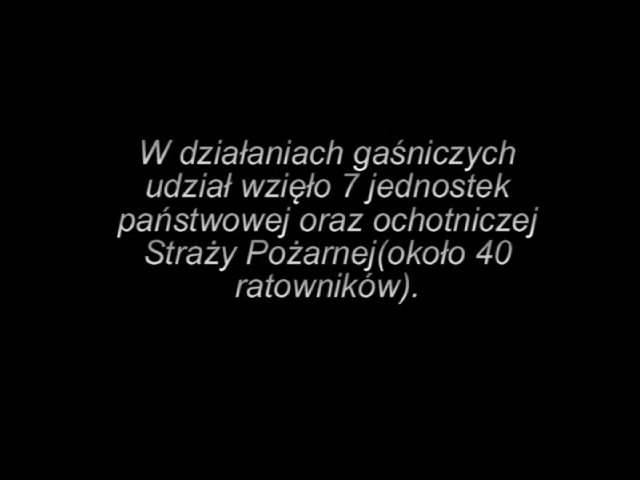 W działaniach gaśniczych
udział wzięło 7 jednostek
państwowej oraz ochotniczej
Straży Pożarnej(około 40
ratowników).